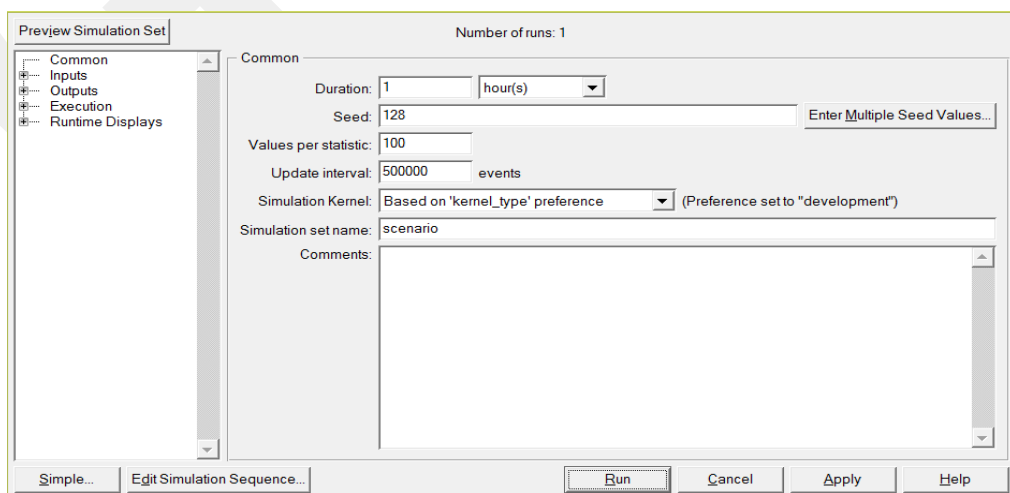 Preview Simulation Set
Number of runs: 1
Common
Inputs
Outputs
Execution
Runtime Displays
Common
Duration: 1 hour(s)
Seed: 128 Enter Multiple Seed Values...
Values per statistic: 100
Update interval: 500000 events
Simulation Kernel: Based on 'kernel_type' preference (Preference set to "development")
Simulation set name: scenario
Comments:
Simple... Edit Simulation Sequence... Run Cancel Apply Help